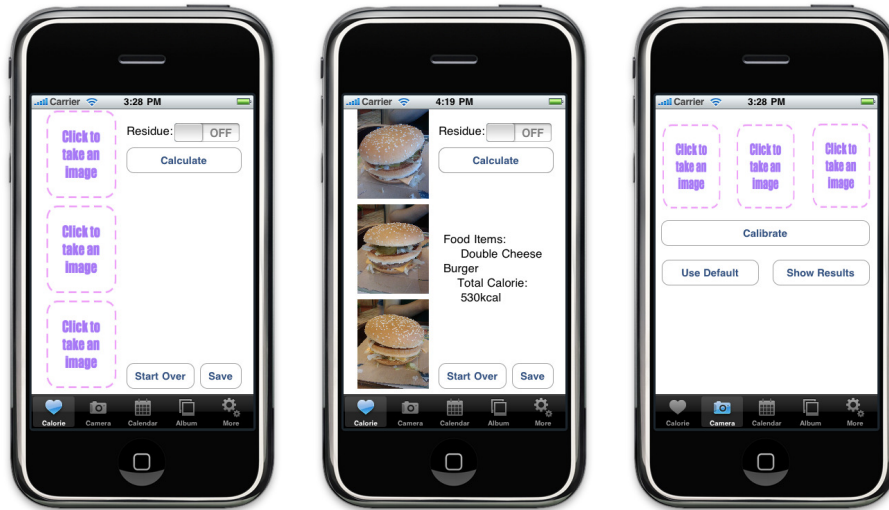 Carrier 3:28 PM
Click to
take an
image
Residue: OFF
Calculate
Click to
take an
image
Click to
take an
image
Start Over Save
Calorie Camera Calendar Album More
Carrier 4:19 PM
Residue: OFF
Calculate
Food Items:
Double Cheese
Burger
Total Calorie:
530kcal
Start Over Save
Calorie Camera Calendar Album More
Carrier 3:28 PM
Click to
take an
image
Click to
take an
image
Click to
take an
image
Calibrate
Use Default Show Results
Calorie Camera Calendar Album More